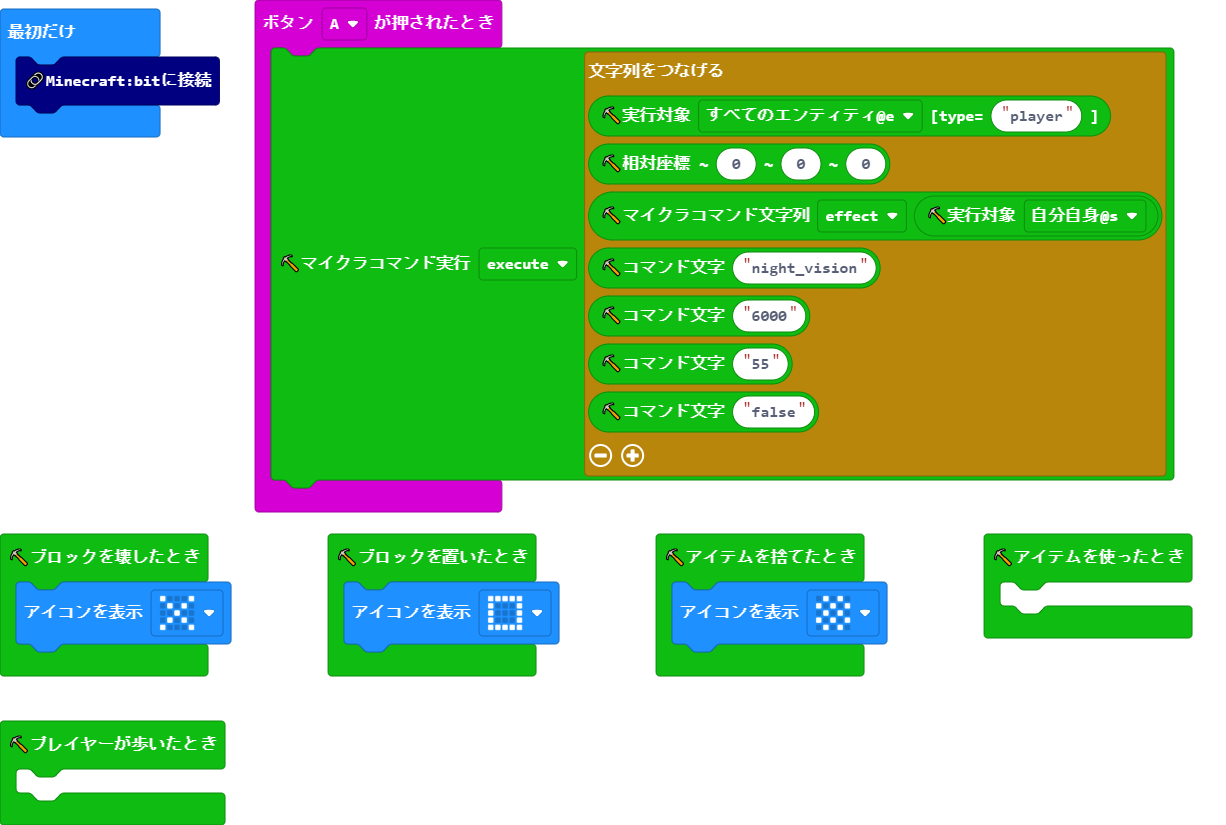 最初だけ
Minecraft:bitに接続
ボタン A が押されたとき
マイクラコマンド実行 execute
文字列をつなげる
実行対象 すべてのエンティティ@e [type= "player" ]
相対座標 ~ 0 ~ 0 ~ 0
マイクラコマンド文字列 effect 実行対象 自分自身@s
コマンド文字 "night_vision"
コマンド文字 "6000"
コマンド文字 "55"
コマンド文字 "false"
ブロックを壊したとき
アイコンを表示
ブロックを置いたとき
アイコンを表示
アイテムを捨てたとき
アイコンを表示
アイテムを使ったとき
プレイヤーが歩いたとき